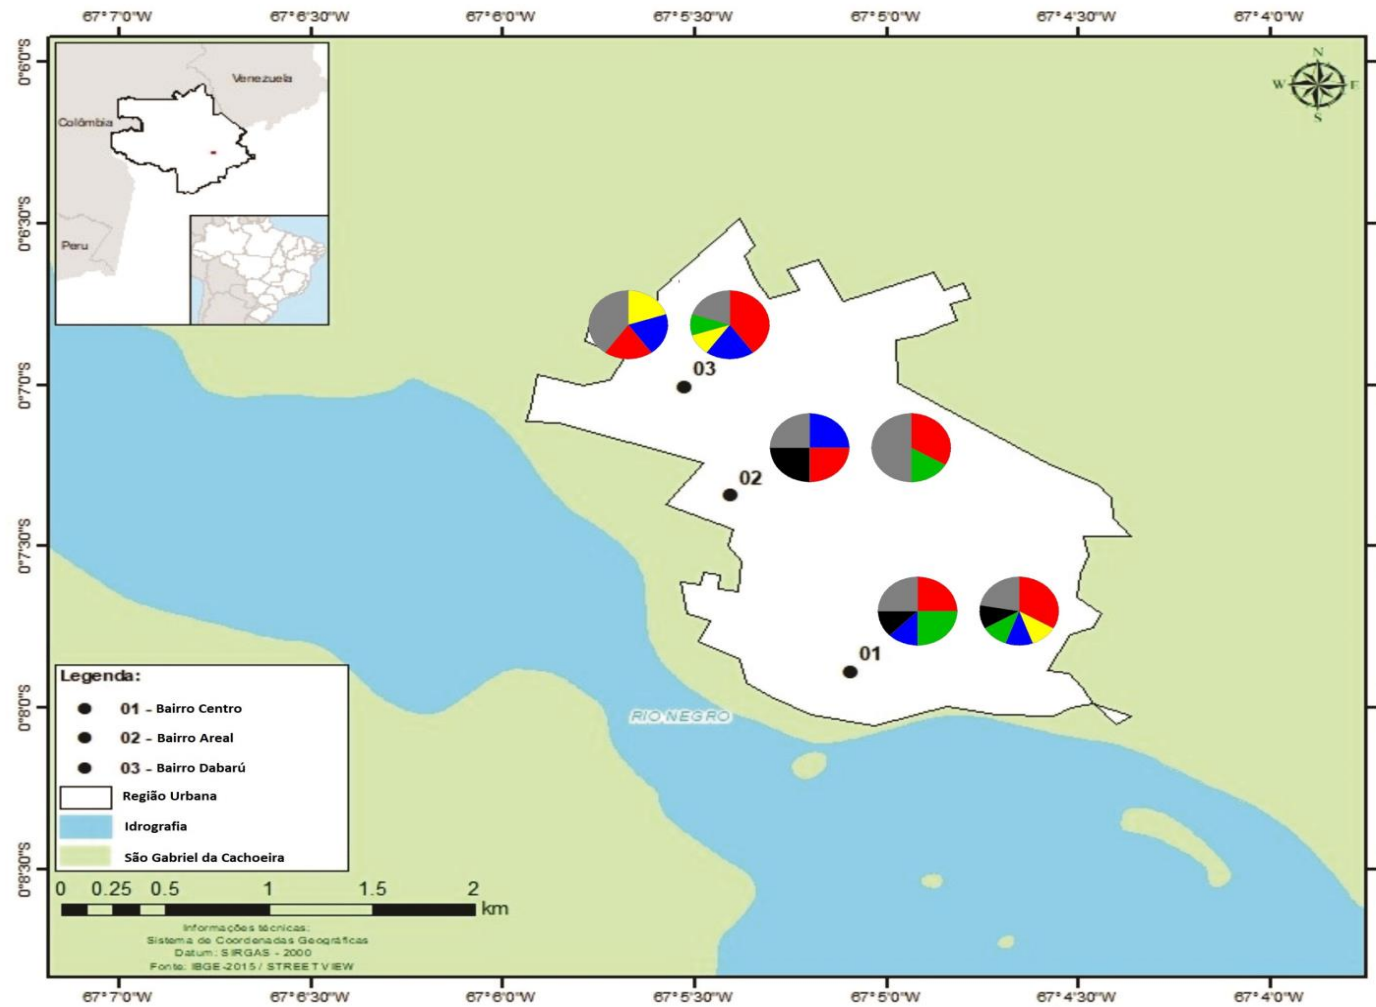 67°7'0"W 67°6'30"W 67°6'0"W 67°5'30"W 67°5'0"W 67°4'30"W 67°4'0"W
0°6'0"S
0°6'30"S
0°7'0"S
0°7'30"S
0°8'0"S
0°8'30"S
Venezuela
Colômbia
Peru
N
W E
S
03
02
01
RIO NEGRO
Legenda:
01 - Bairro Centro
02 - Bairro Areal
03 - Bairro Dabarú
Região Urbana
Idrografia
São Gabriel da Cachoeira
0 0.25 0.5 1 1.5 2
km
Informações técnicas:
Sistema de Coordenadas Geográficas
Datum: SIRGAS - 2000
Fonte: IBGE-2015 / STREETVIEW
67°7'0"W 67°6'30"W 67°6'0"W 67°5'30"W 67°5'0"W 67°4'30"W 67°4'0"W